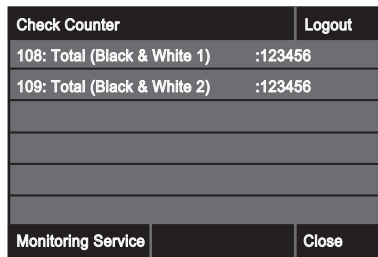 Check Counter Logout
108: Total (Black & White 1) :123456
109: Total (Black & White 2) :123456
Monitoring Service Close